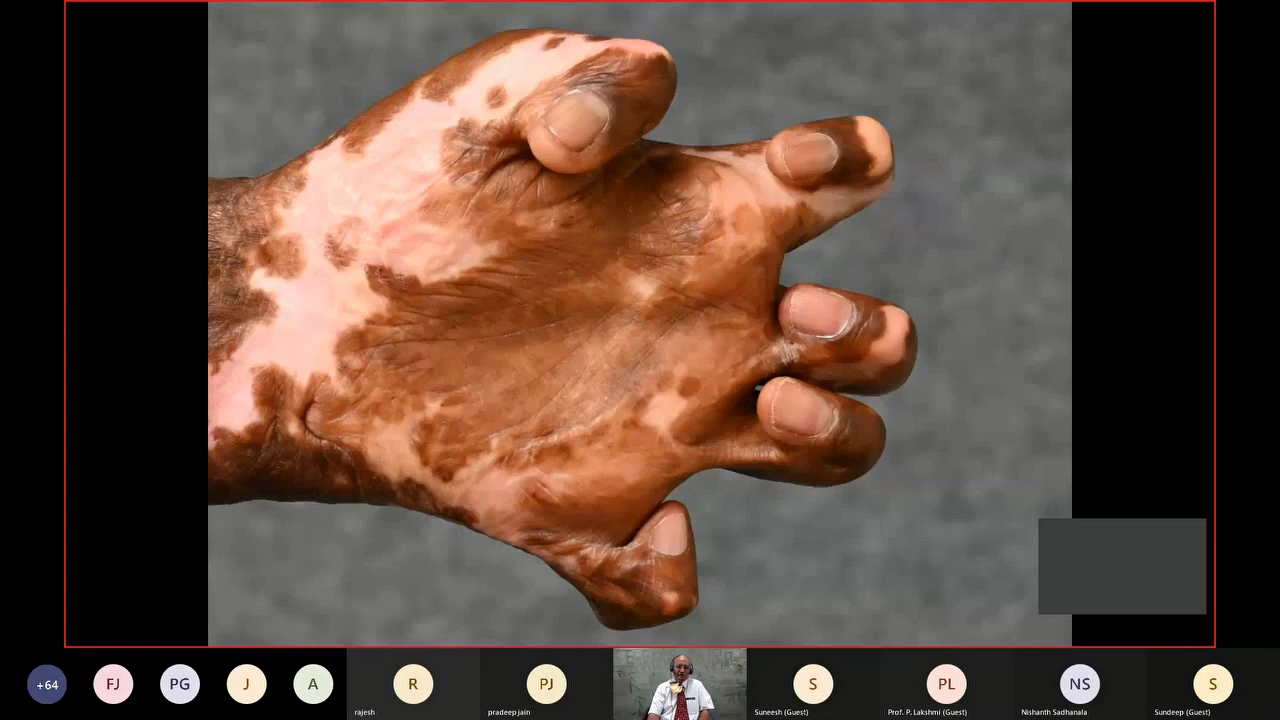 +64
FJ
PG
J
A
R
PJ
S
PL
NS
S
rajesh
pradeep jain
Suneesh (Guest)
Prof. P. Lakshmi (Guest)
Nishanth Sadhanala
Sundeep (Guest)